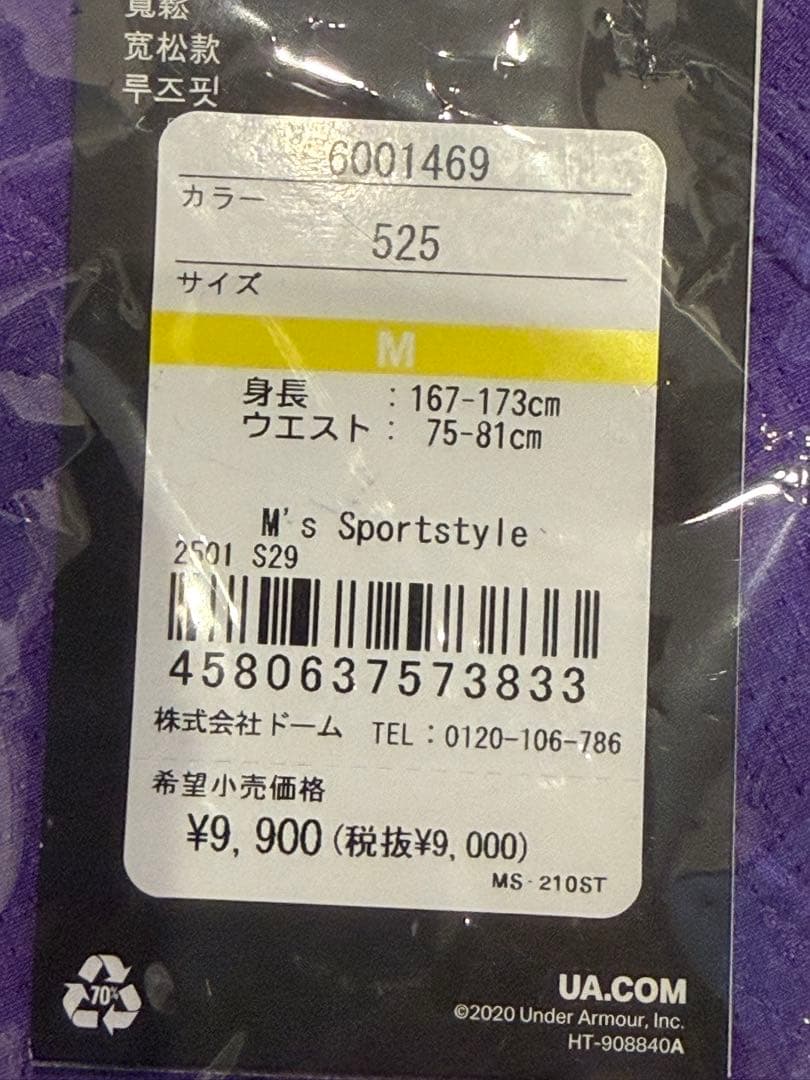 寬鬆
宽松款
루즈핏
6001469
カラー
525
サイズ
M
身長 : 167-173cm
ウエスト : 75-81cm
M's Sportstyle
2501 S29
4580637573833
株式会社ドーム TEL : 0120-106-786
希望小売価格
¥9,900(税抜¥9,000)
MS-210ST
70%
UA.COM
©2020 Under Armour, Inc.
HT-908840A